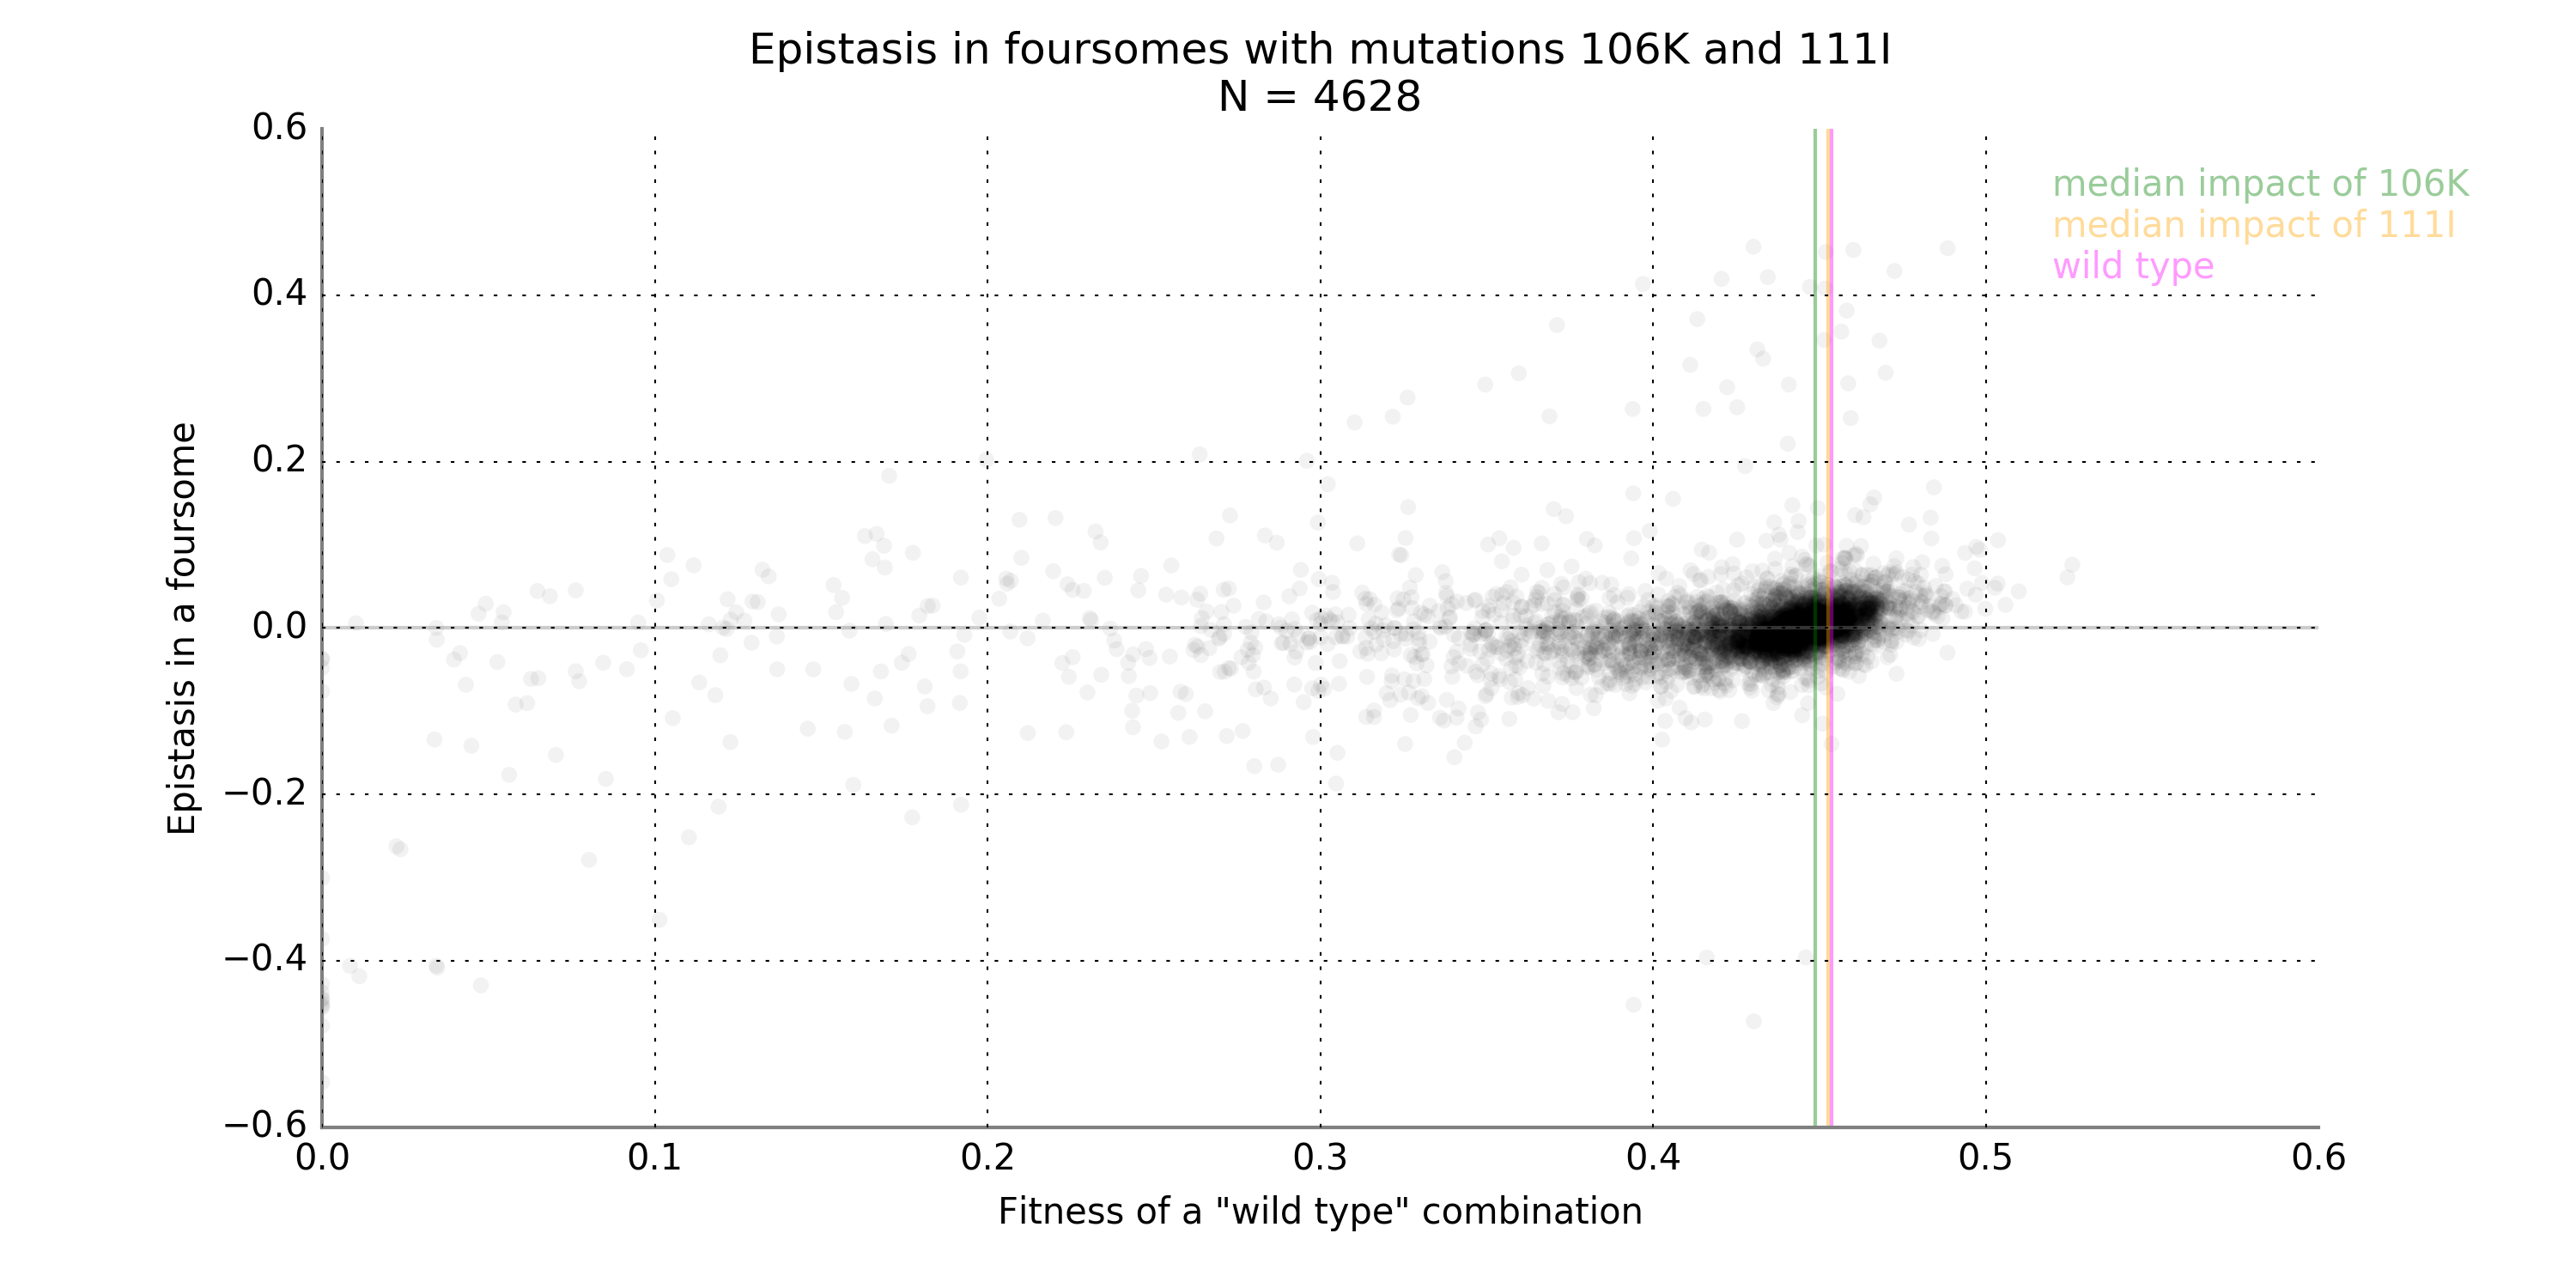 Epistasis in foursomes with mutations 106K and 111I
N = 4628
0.6
0.4
0.2
0.0
−0.2
−0.4
−0.6
Epistasis in a foursome
median impact of 106K
median impact of 111I
wild type
0.0 0.1 0.2 0.3 0.4 0.5 0.6
Fitness of a "wild type" combination